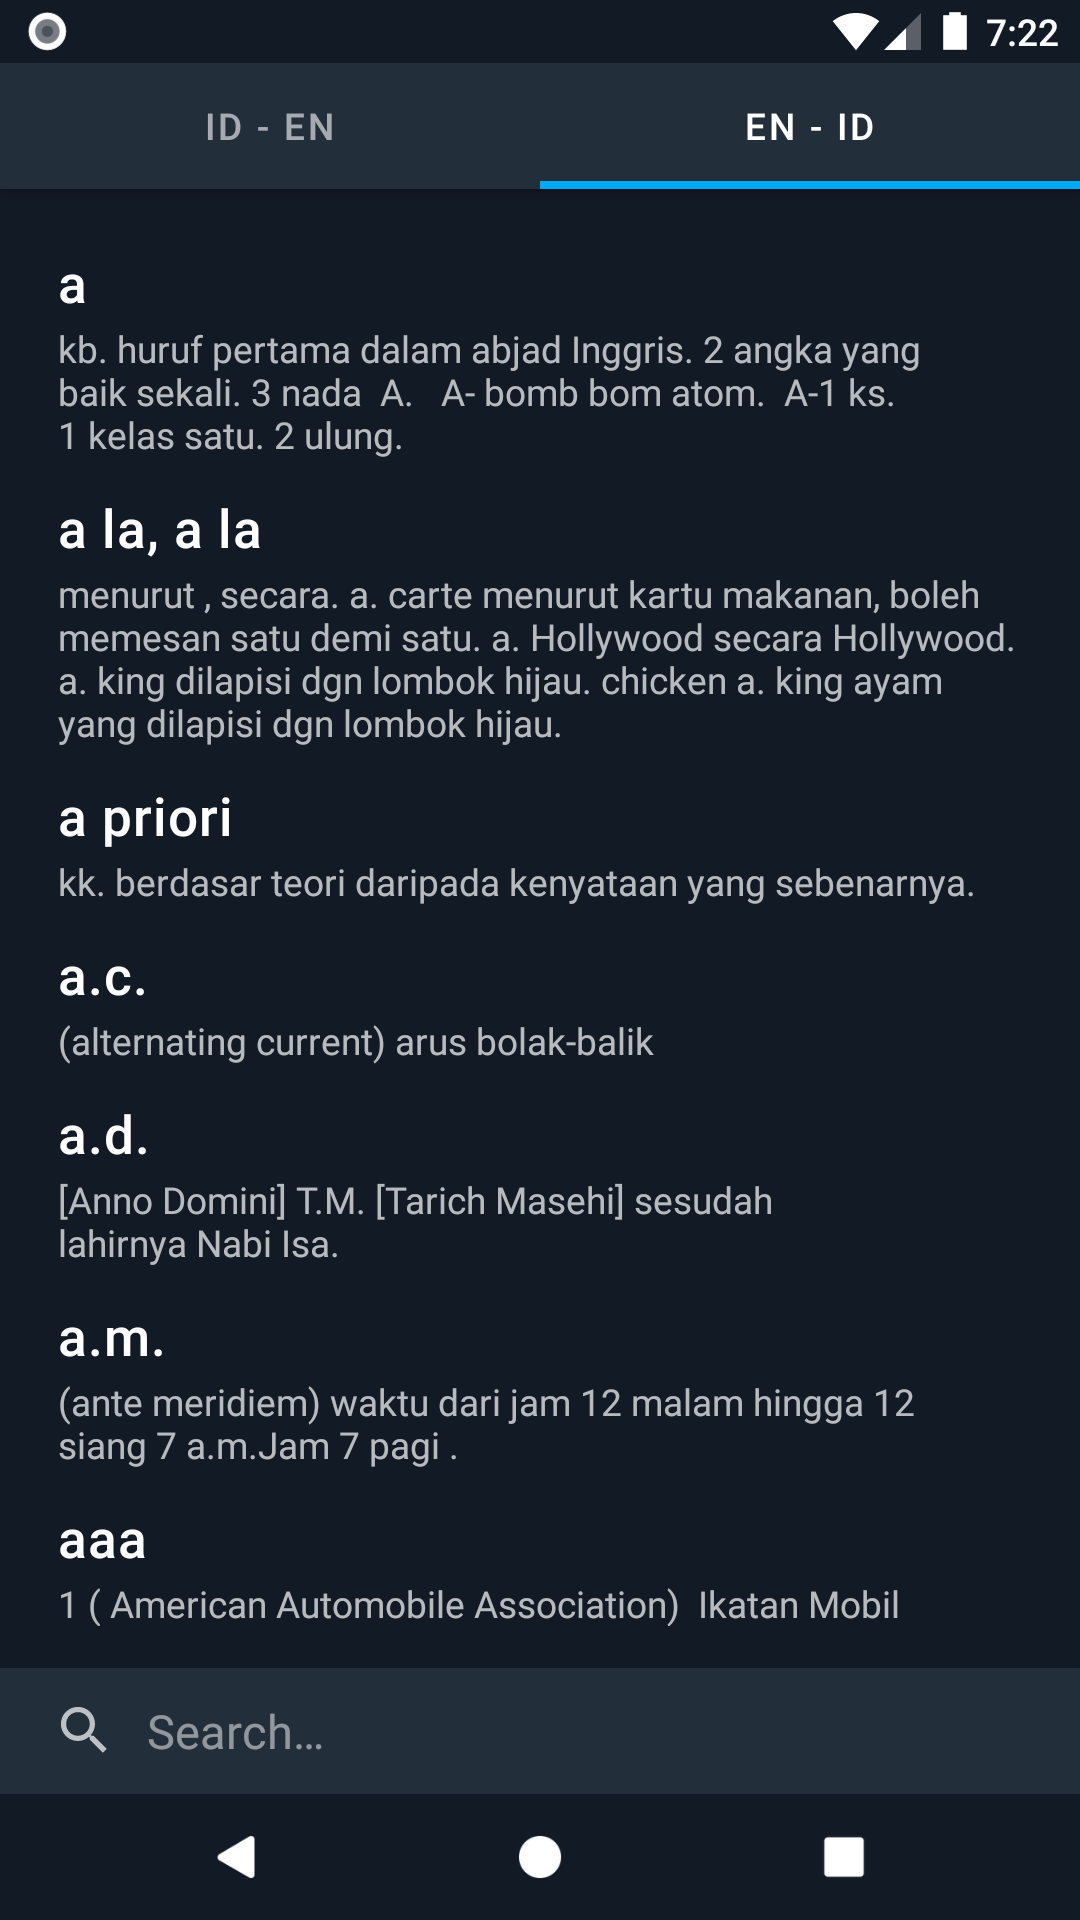 7:22
ID - EN
EN - ID
a
kb. huruf pertama dalam abjad Inggris. 2 angka yang
baik sekali. 3 nada  A.   A- bomb bom atom.  A-1 ks.
1 kelas satu. 2 ulung.
a la, a la
menurut , secara. a. carte menurut kartu makanan, boleh
memesan satu demi satu. a. Hollywood secara Hollywood.
a. king dilapisi dgn lombok hijau. chicken a. king ayam
yang dilapisi dgn lombok hijau.
a priori
kk. berdasar teori daripada kenyataan yang sebenarnya.
a.c.
(alternating current) arus bolak-balik
a.d.
[Anno Domini] T.M. [Tarich Masehi] sesudah
lahirnya Nabi Isa.
a.m.
(ante meridiem) waktu dari jam 12 malam hingga 12
siang 7 a.m.Jam 7 pagi .
aaa
1 ( American Automobile Association)  Ikatan Mobil
Search...